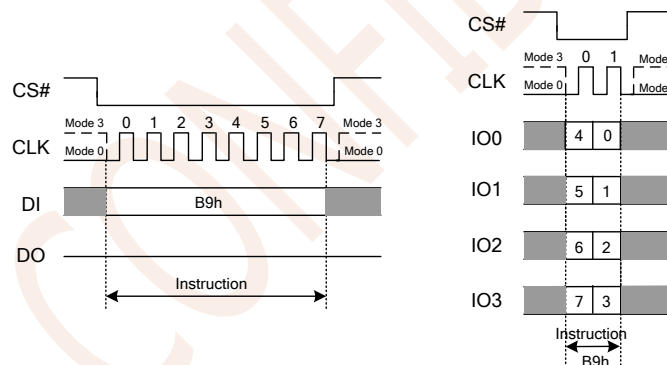 CS#
Mode 3 0 1 2 3 4 5 6 7 Mode 3
CLK
Mode 0 Mode 0
DI B9h
DO
Instruction
CS#
Mode 3 0 1 Mode
CLK
Mode 0 Mode
IO0 4 0
IO1 5 1
IO2 6 2
IO3 7 3
Instruction
B9h
CONFID